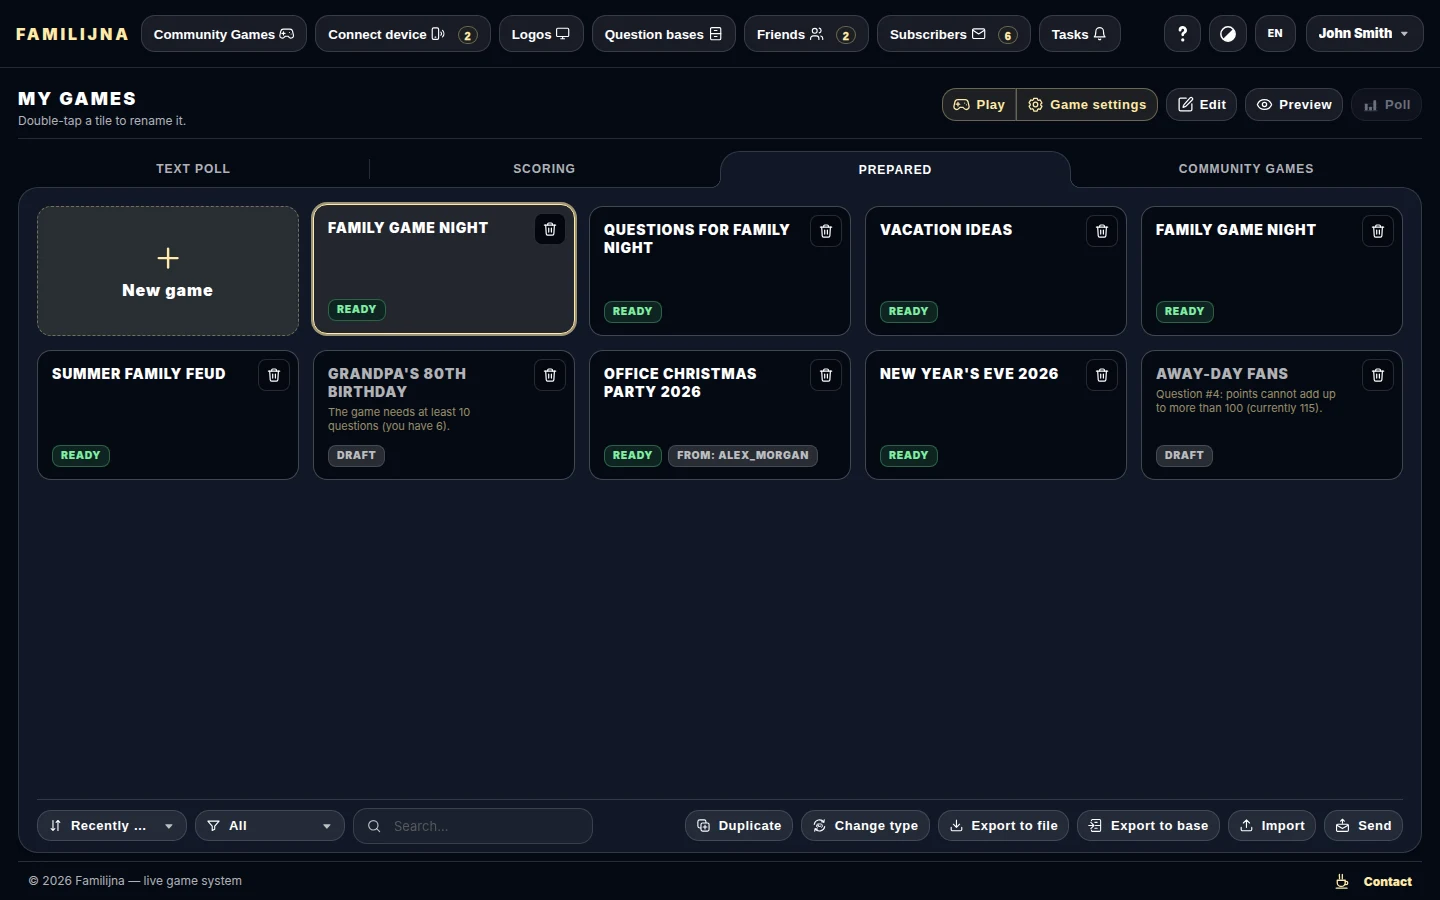 FAMILIJNA
Community Games
Connect device 2
Logos
Question bases
Friends 2
Subscribers 6
Tasks
?
EN
John Smith
MY GAMES
Double-tap a tile to rename it.
Play
Game settings
Edit
Preview
Poll
TEXT POLL
SCORING
PREPARED
COMMUNITY GAMES
New game
FAMILY GAME NIGHT
READY
QUESTIONS FOR FAMILY
NIGHT
READY
VACATION IDEAS
READY
FAMILY GAME NIGHT
READY
SUMMER FAMILY FEUD
READY
GRANDPA'S 80TH
BIRTHDAY
The game needs at least 10
questions (you have 6).
DRAFT
OFFICE CHRISTMAS
PARTY 2026
READY
FROM: ALEX_MORGAN
NEW YEAR'S EVE 2026
READY
AWAY-DAY FANS
Question #4: points cannot add up
to more than 100 (currently 115).
DRAFT
Recently ...
All
Search...
Duplicate
Change type
Export to file
Export to base
Import
Send
© 2026 Familijna — live game system
Contact